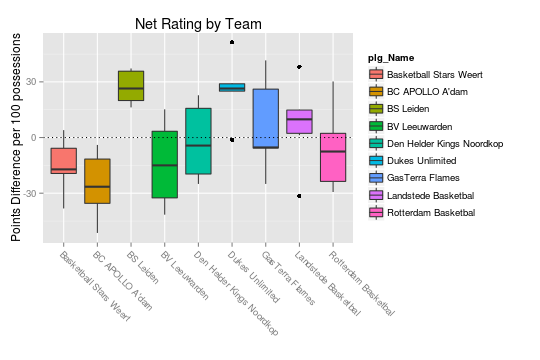 Net Rating by Team
Points Difference per 100 possessions
30
0
-30
Basketball Stars Weert
BC APOLLO A'dam
BS Leiden
BV Leeuwarden
Den Helder Kings Noordkop
Dukes Unlimited
GasTerra Flames
Landstede Basketbal
Rotterdam Basketbal
plg_Name
Basketball Stars Weert
BC APOLLO A'dam
BS Leiden
BV Leeuwarden
Den Helder Kings Noordkop
Dukes Unlimited
GasTerra Flames
Landstede Basketbal
Rotterdam Basketbal